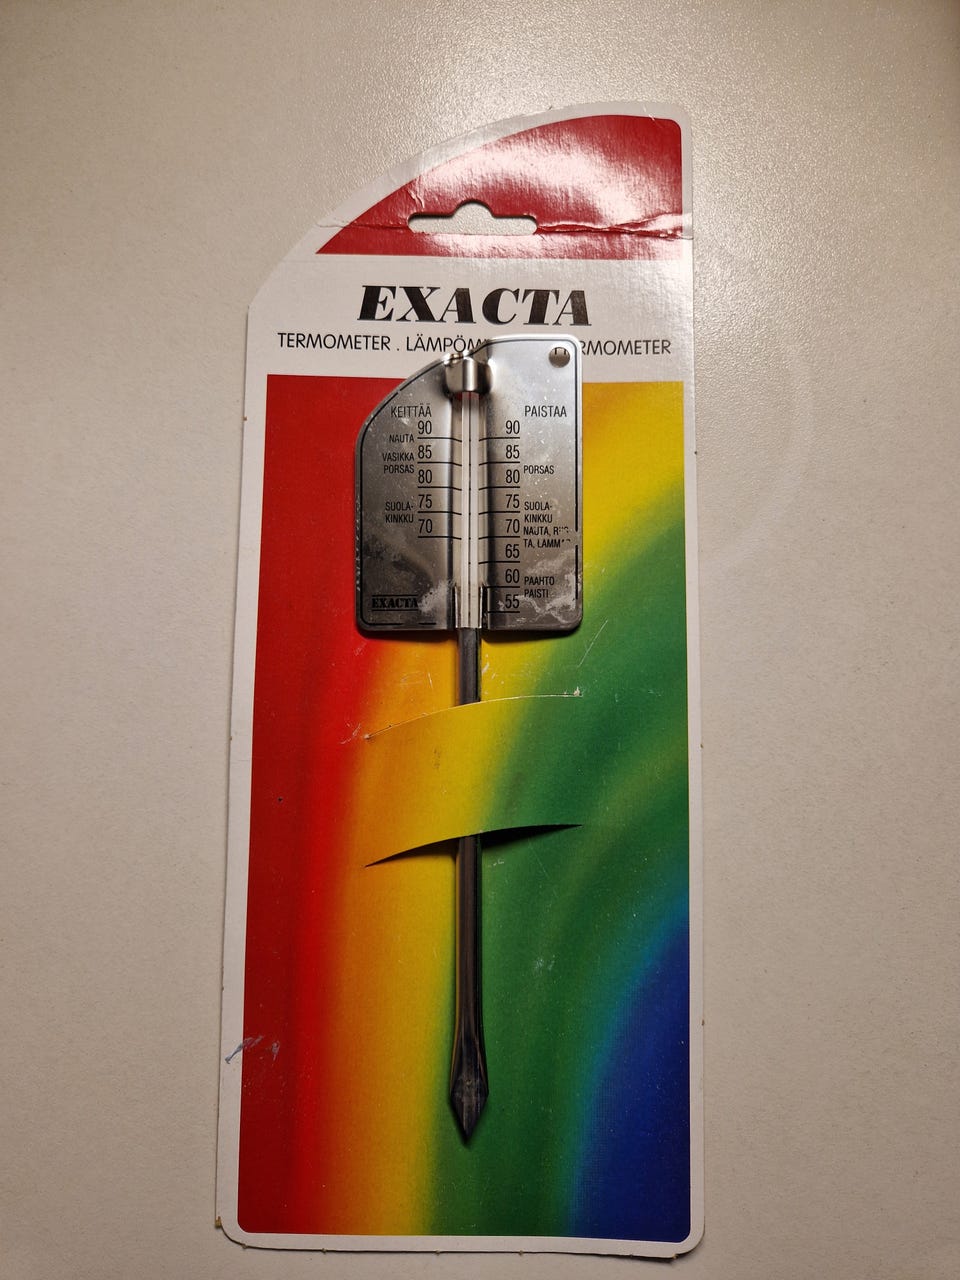 EXACTA
TERMOMETER . LÄMPÖM RMOMETER
KEITTÄÄ
90
NAUTA
85
VASIKKA
PORSAS
80
75
SUOLA-
KINKKU
70
EXACTA
PAISTAA
90
85
PORSAS
80
75
SUOLA-
KINKKU
70
NAUTA,
TA,
65
60
PAAHTO
PAISTI
55